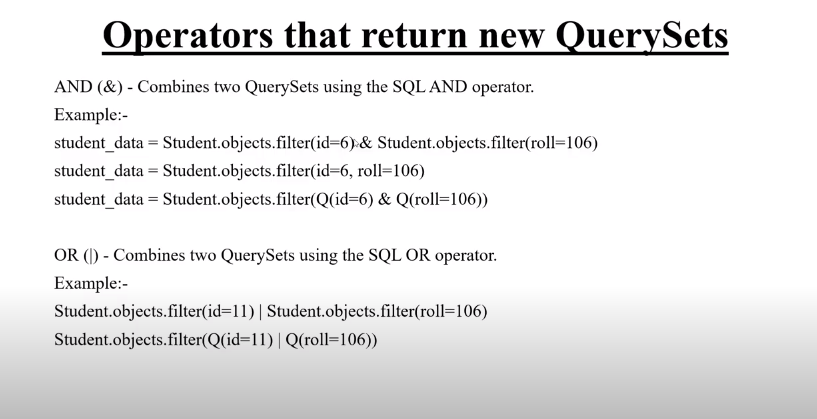 Operators that return new QuerySets
AND (&) - Combines two QuerySets using the SQL AND operator.
Example:-
student_data = Student.objects.filter(id=6) & Student.objects.filter(roll=106)
student_data = Student.objects.filter(id=6, roll=106)
student_data = Student.objects.filter(Q(id=6) & Q(roll=106))
OR (|) - Combines two QuerySets using the SQL OR operator.
Example:-
Student.objects.filter(id=11) | Student.objects.filter(roll=106)
Student.objects.filter(Q(id=11) | Q(roll=106))